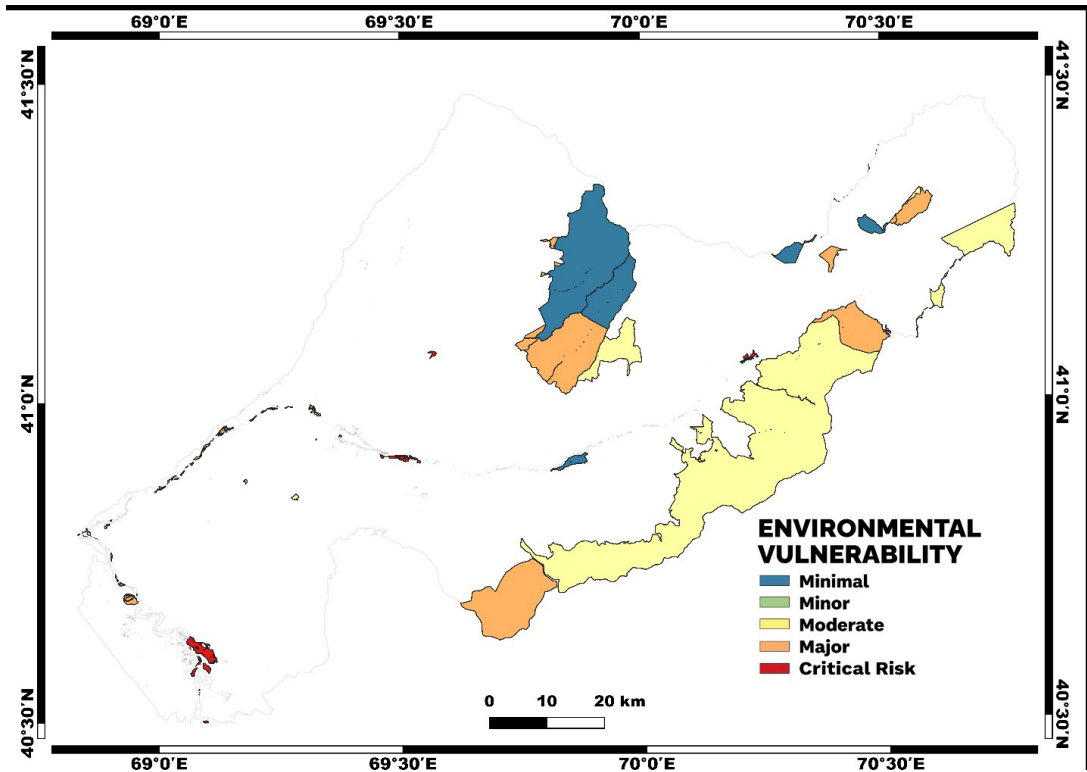 69°0′E 69°30′E 70°0′E 70°30′E
41°30′N 41°30′N
41°0′N 41°0′N
ENVIRONMENTAL
VULNERABILITY
Minimal
Minor
Moderate
Major
Critical Risk
0 10 20 km
40°30′N 40°30′N
69°0′E 69°30′E 70°0′E 70°30′E